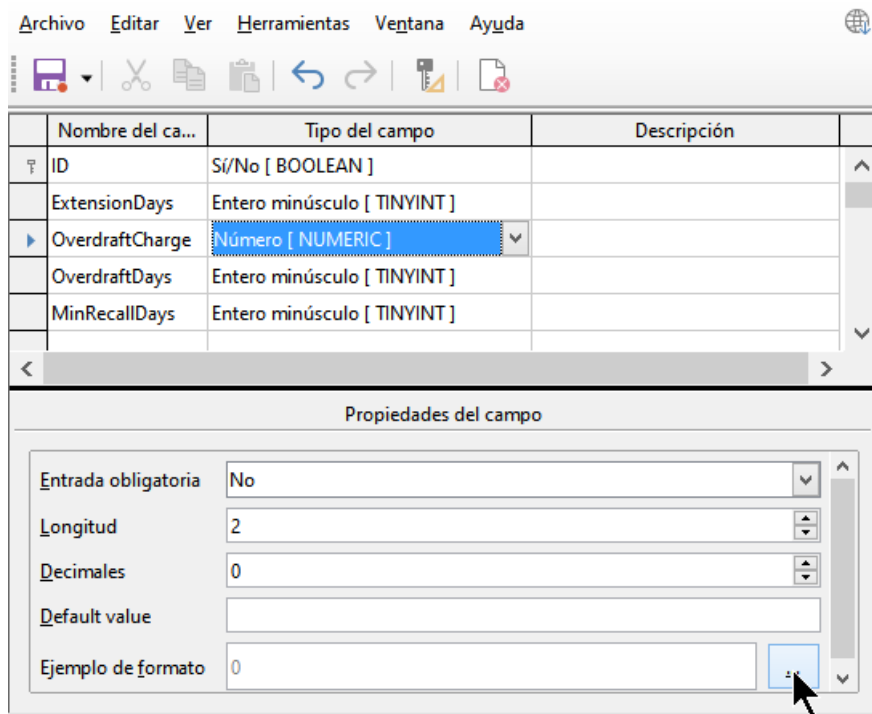 Archivo Editar Ver Herramientas Ventana Ayuda
Nombre del ca... Tipo del campo Descripción
ID Sí/No [ BOOLEAN ]
ExtensionDays Entero minúsculo [ TINYINT ]
OverdraftCharge Número [ NUMERIC ]
OverdraftDays Entero minúsculo [ TINYINT ]
MinRecallDays Entero minúsculo [ TINYINT ]
Propiedades del campo
Entrada obligatoria No
Longitud 2
Decimales 0
Default value
Ejemplo de formato 0 ...